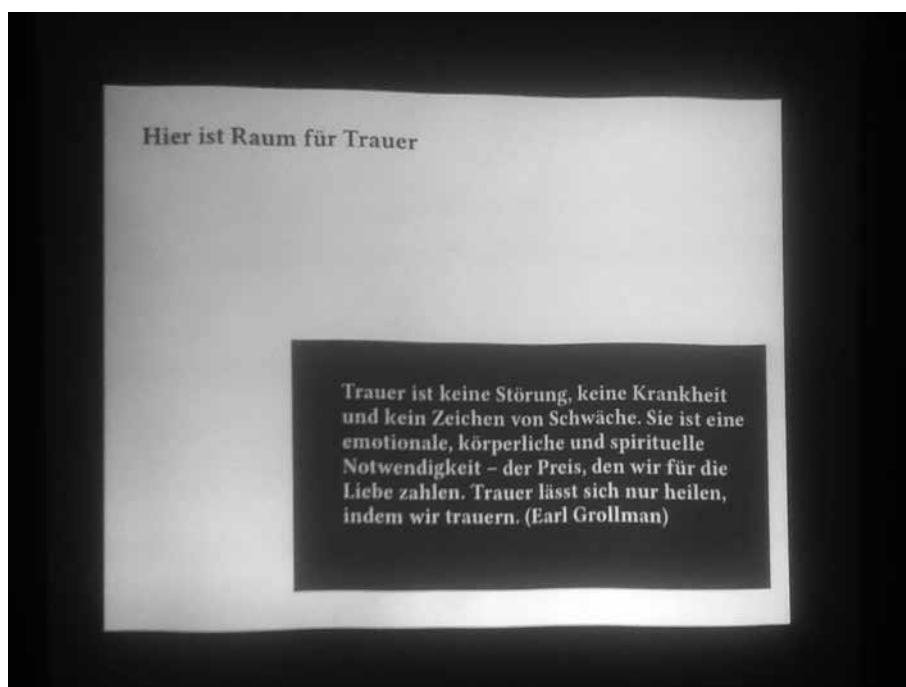 Hier ist Raum für Trauer
Trauer ist keine Störung, keine Krankheit
und kein Zeichen von Schwäche. Sie ist eine
emotionale, körperliche und spirituelle
Notwendigkeit – der Preis, den wir für die
Liebe zahlen. Trauer lässt sich nur heilen,
indem wir trauern. (Earl Grollman)